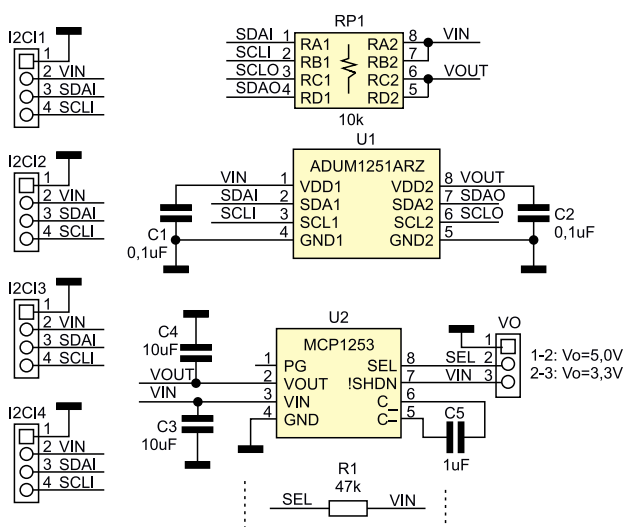 I2CI1
1
2 VIN
3 SDAI
4 SCLI
I2CI2
1
2 VIN
3 SDAI
4 SCLI
I2CI3
1
2 VIN
3 SDAI
4 SCLI
I2CI4
1
2 VIN
3 SDAI
4 SCLI
RP1
SDAI 1 RA1 RA2 8 VIN
SCLI 2 RB1 RB2 7
SCLO 3 RC1 RC2 6 VOUT
SDAO 4 RD1 RD2 5
10k
U1
ADUM1251ARZ
VIN 1 VDD1 VDD2 8 VOUT
SDAI 2 SDA1 SDA2 7 SDAO
SCLI 3 SCL1 SCL2 6 SCLO
4 GND1 GND2 5
C1
0,1uF
C2
0,1uF
U2
MCP1253
C4
10uF
1 PG SEL 8 SEL
VOUT 2 VOUT !SHDN 7 VIN
VIN 3 VIN C_ 6
4 GND C- 5
C3
10uF
C5
1uF
VO
1
2
3
1-2: Vo=5,0V
2-3: Vo=3,3V
R1
47k
SEL VIN